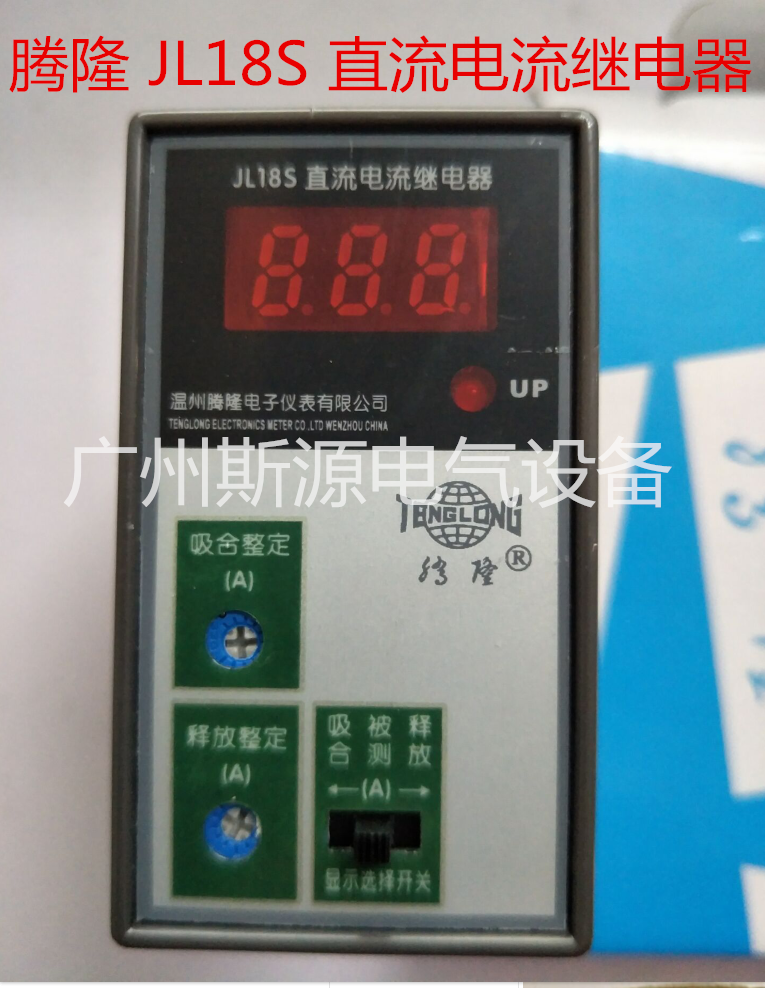 腾隆 JL18S 直流电流继电器
JL18S 直流电流继电器
8.8.8.
UP
温州腾隆电子仪表有限公司
TENGLONG ELECTRONICS METER CO.,LTD WENZHOU CHINA
广州斯源电气设备
TENGLONG
腾隆®
吸合整定
(A)
释放整定
(A)
吸合 被测 释放
←(A)→
显示选择开关